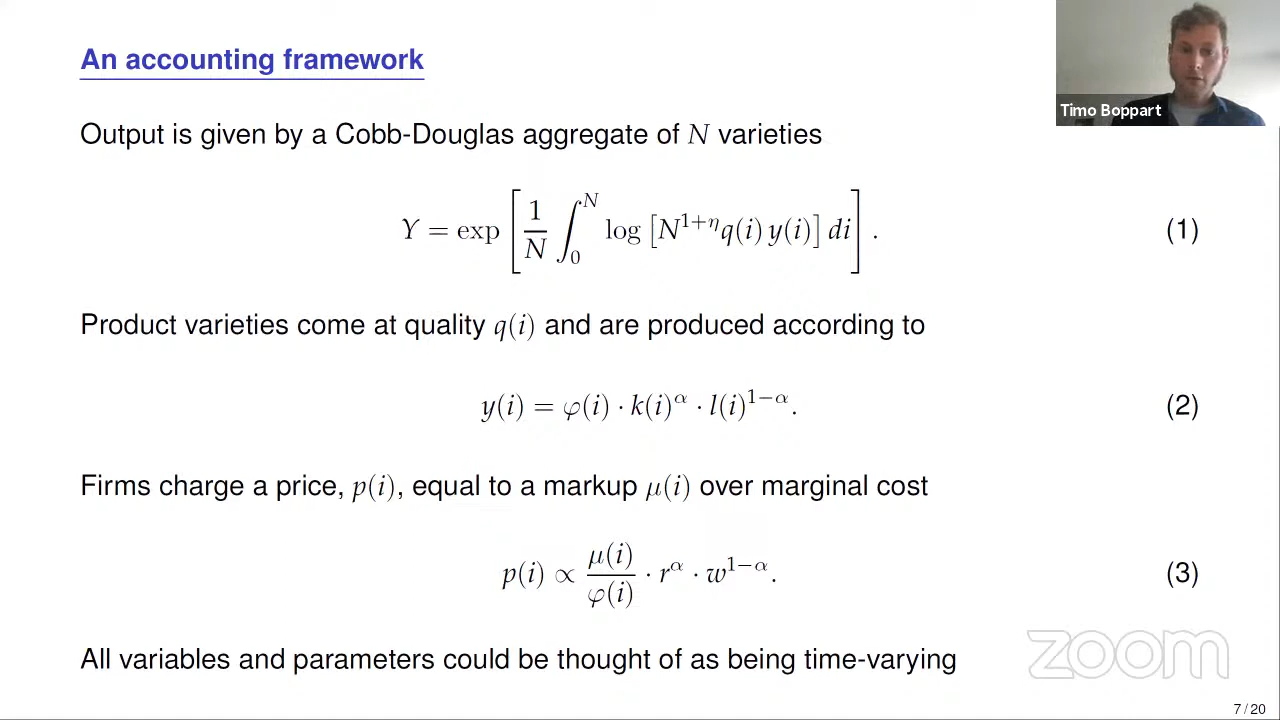 An accounting framework
Timo Boppart
Output is given by a Cobb-Douglas aggregate of N varieties
Y = exp [ 1/N ∫₀ᴺ log [N^{1+η} q(i) y(i)] di ] . (1)
Product varieties come at quality q(i) and are produced according to
y(i) = φ(i) · k(i)^α · l(i)^{1−α}. (2)
Firms charge a price, p(i), equal to a markup μ(i) over marginal cost
p(i) ∝ μ(i)/φ(i) · r^α · w^{1−α}. (3)
All variables and parameters could be thought of as being time-varying
zoom
7 / 20